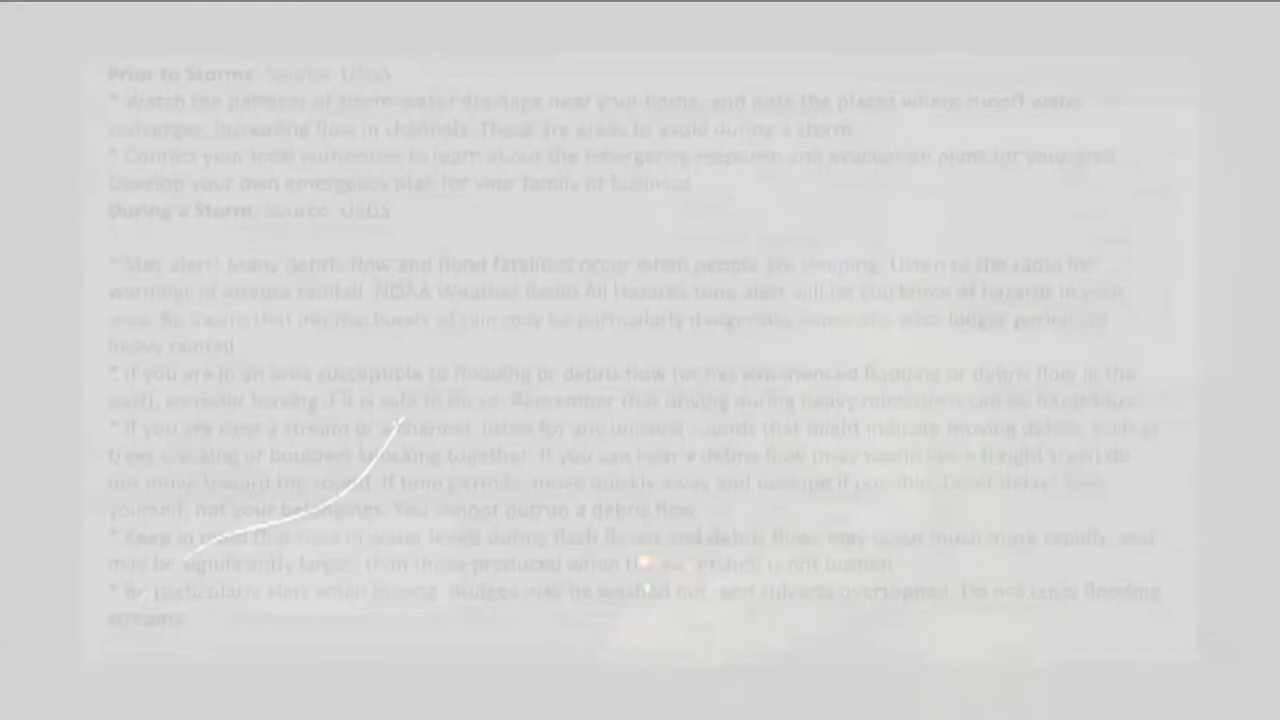 Prior to Storms: Source: USGS
* Watch the patterns of storm-water drainage near your home, and note the places where runoff water
converges, increasing flow in channels. These are areas to avoid during a storm.
* Contact your local authorities to learn about the emergency response and evacuation plans for your area.
Develop your own emergency plan for your family or business.
During a Storm: Source: USGS
* Stay alert! Many debris-flow and flood fatalities occur when people are sleeping. Listen to the radio for
warnings of intense rainfall. NOAA Weather Radio All Hazards tone alert will let you know of hazards in your
area. Be aware that intense bursts of rain may be particularly dangerous, especially after longer periods of
heavy rainfall
* If you are in an area susceptible to flooding or debris flow (or has experienced flooding or debris flow in the
past), consider leaving if it is safe to do so. Remember that driving during heavy rainstorms can be hazardous.
* If you are near a stream or a channel, listen for any unusual sounds that might indicate moving debris, such as
trees cracking or boulders knocking together. If you can hear a debris flow (may sound like a freight train) do
not move toward the sound. If time permits, move quickly away and upslope if possible. Don't delay! Save
yourself, not your belongings. You cannot outrun a debris flow
* Keep in mind that rises in water levels during flash floods and debris flows may occur much more rapidly, and
may be significantly larger, than those produced when the watershed is not burned.
* Be particularly alert when driving. Bridges may be washed out, and culverts overtopped. Do not cross flooding
streams.